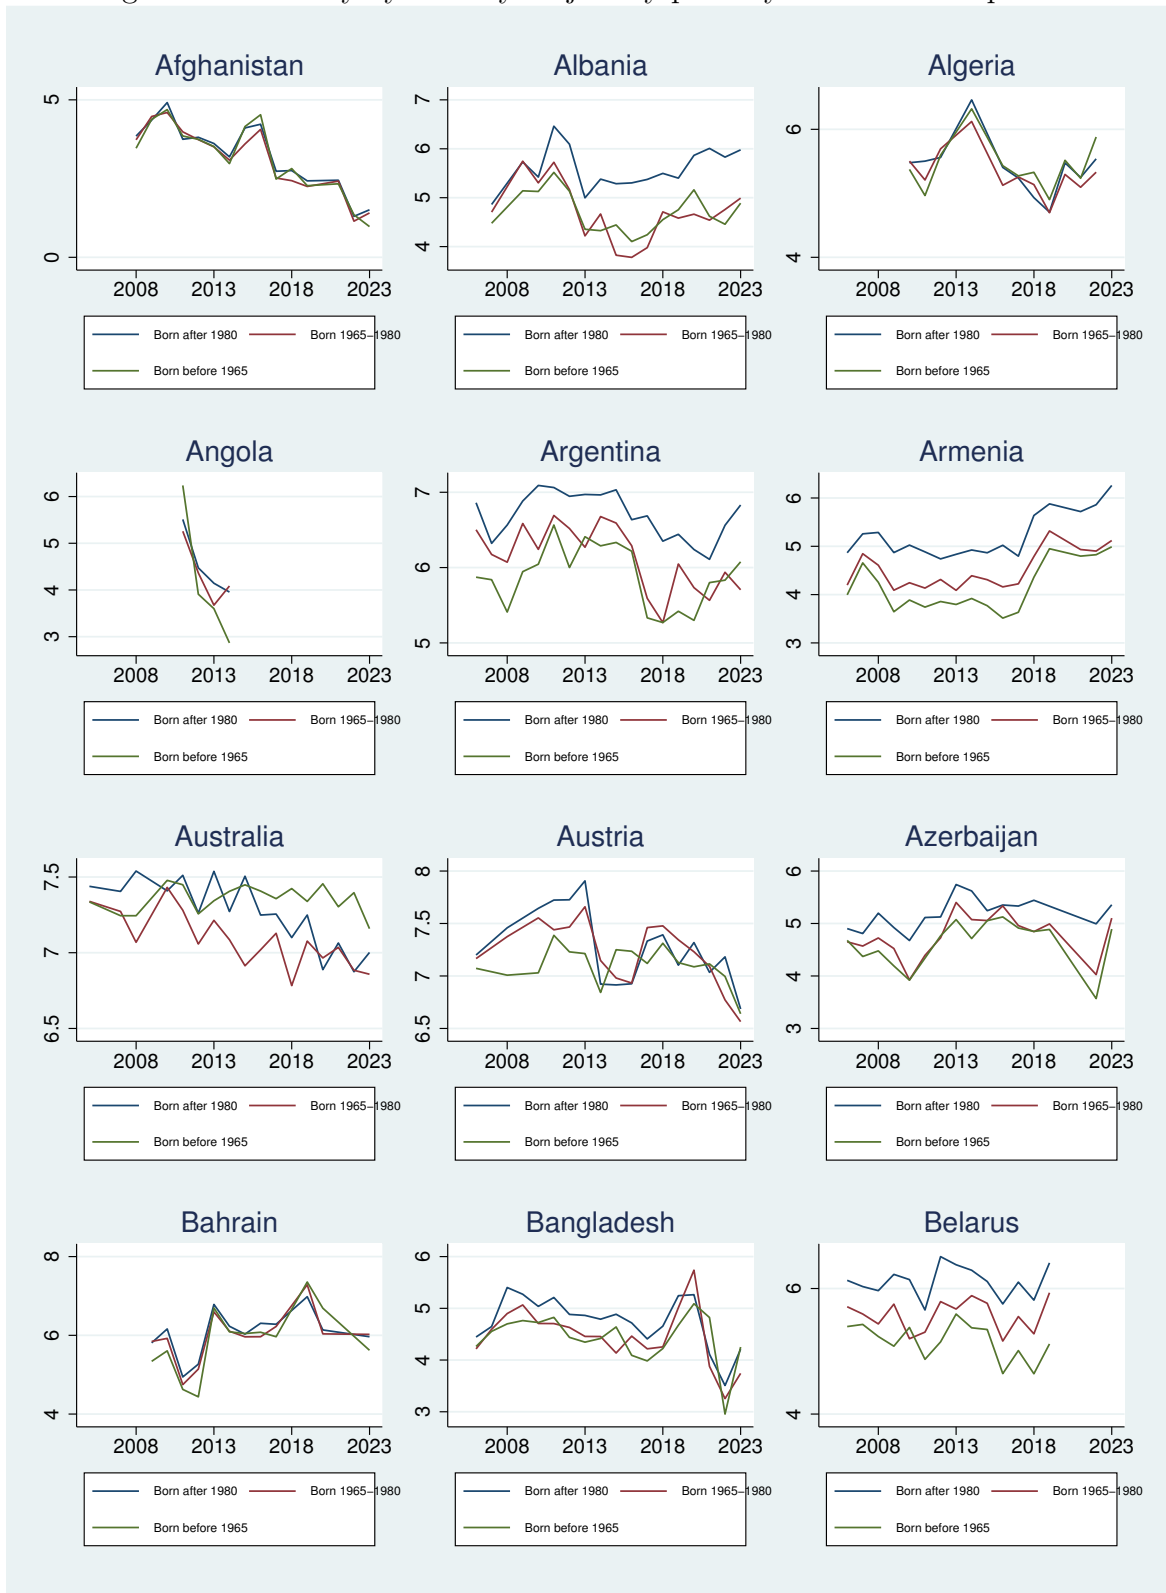 Afghanistan
0 5
2008 2013 2018 2023
Born after 1980 Born 1965–1980
Born before 1965
Albania
4 5 6 7
2008 2013 2018 2023
Born after 1980 Born 1965–1980
Born before 1965
Algeria
4 6
2008 2013 2018 2023
Born after 1980 Born 1965–1980
Born before 1965
Angola
3 4 5 6
2008 2013 2018 2023
Born after 1980 Born 1965–1980
Born before 1965
Argentina
5 6 7
2008 2013 2018 2023
Born after 1980 Born 1965–1980
Born before 1965
Armenia
3 4 5 6
2008 2013 2018 2023
Born after 1980 Born 1965–1980
Born before 1965
Australia
6.5 7 7.5
2008 2013 2018 2023
Born after 1980 Born 1965–1980
Born before 1965
Austria
6.5 7 7.5 8
2008 2013 2018 2023
Born after 1980 Born 1965–1980
Born before 1965
Azerbaijan
3 4 5 6
2008 2013 2018 2023
Born after 1980 Born 1965–1980
Born before 1965
Bahrain
4 6 8
2008 2013 2018 2023
Born after 1980 Born 1965–1980
Born before 1965
Bangladesh
3 4 5 6
2008 2013 2018 2023
Born after 1980 Born 1965–1980
Born before 1965
Belarus
4 6
2008 2013 2018 2023
Born after 1980 Born 1965–1980
Born before 1965